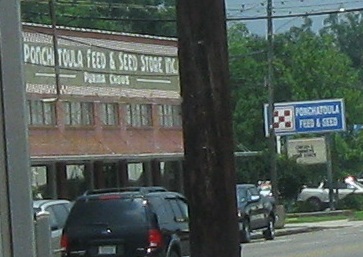 PONCHATOULA FEED & SEED STORE INC.
PURINA CHOWS
PONCHATOULA
FEED & SEED